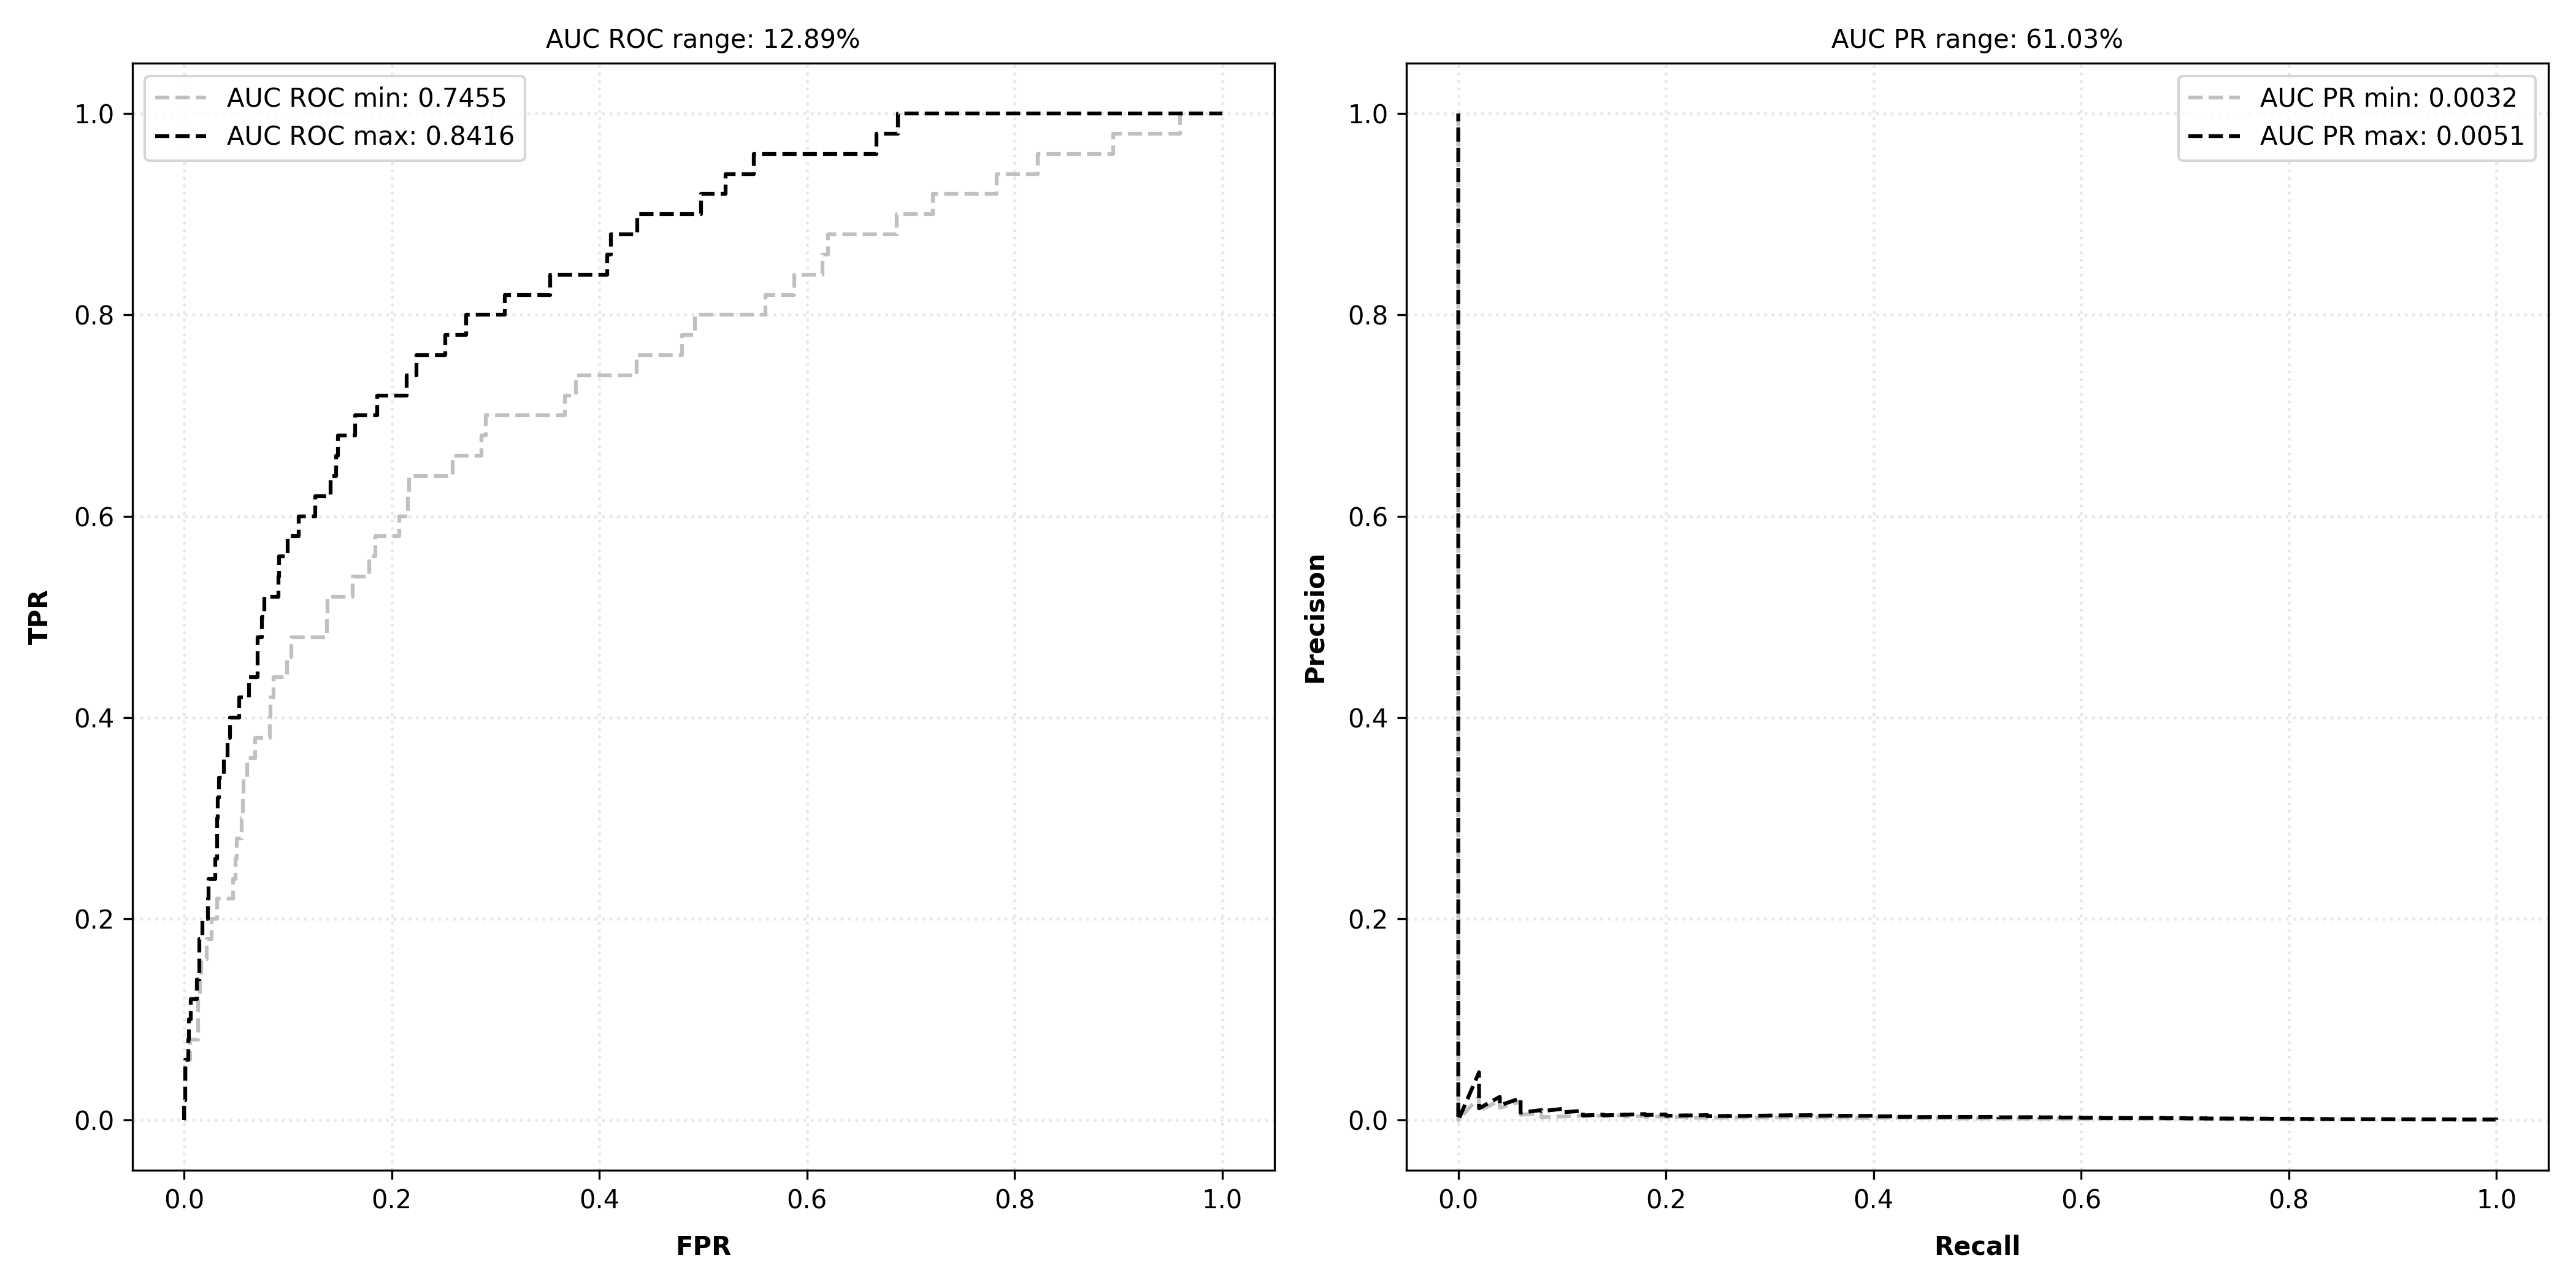 AUC ROC range: 12.89%
AUC ROC min: 0.7455
AUC ROC max: 0.8416
1.0
0.8
0.6
0.4
0.2
0.0
TPR
0.0 0.2 0.4 0.6 0.8 1.0
FPR
AUC PR range: 61.03%
AUC PR min: 0.0032
AUC PR max: 0.0051
1.0
0.8
0.6
0.4
0.2
0.0
Precision
0.0 0.2 0.4 0.6 0.8 1.0
Recall